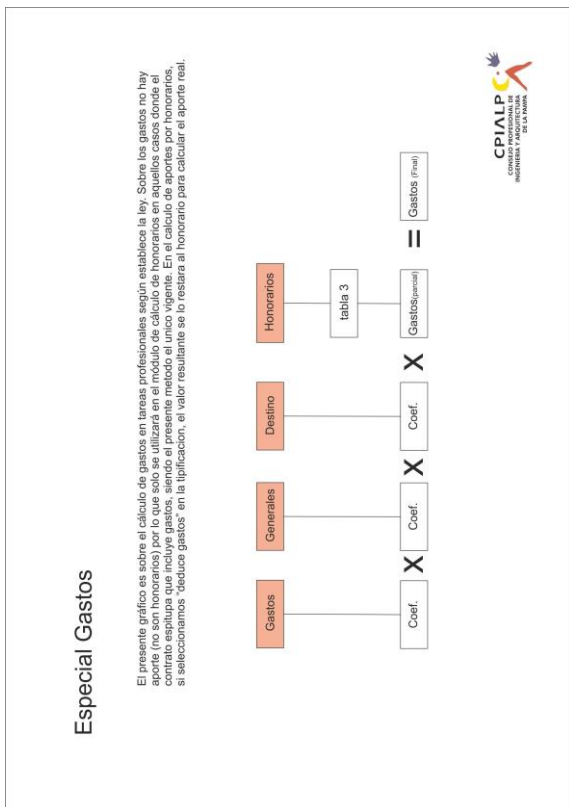 Especial Gastos
El presente gráfico es sobre el cálculo de gastos en tareas profesionales según establece la ley. Sobre los gastos no hay
aporte (no son honorarios) por lo que solo se utilizará en el módulo de cálculo de honorarios en aquellos casos donde el
contrato espitupa que incluye gastos, siendo el presente metodo el unico vigente. En el calculo de aportes por honorarios,
si seleccionamos "deduce gastos" en la tipificacion, el valor resultante se lo restara al honorario para calcular el aporte real.
Gastos
Generales
Destino
Honorarios
tabla 3
Coef.
X
Coef.
X
Coef.
X
Gastos(parcial)
=
Gastos (Final)
CPIALP
CONSEJO PROFESIONAL DE
INGENIERIA Y ARQUITECTURA
DE LA PAMPA